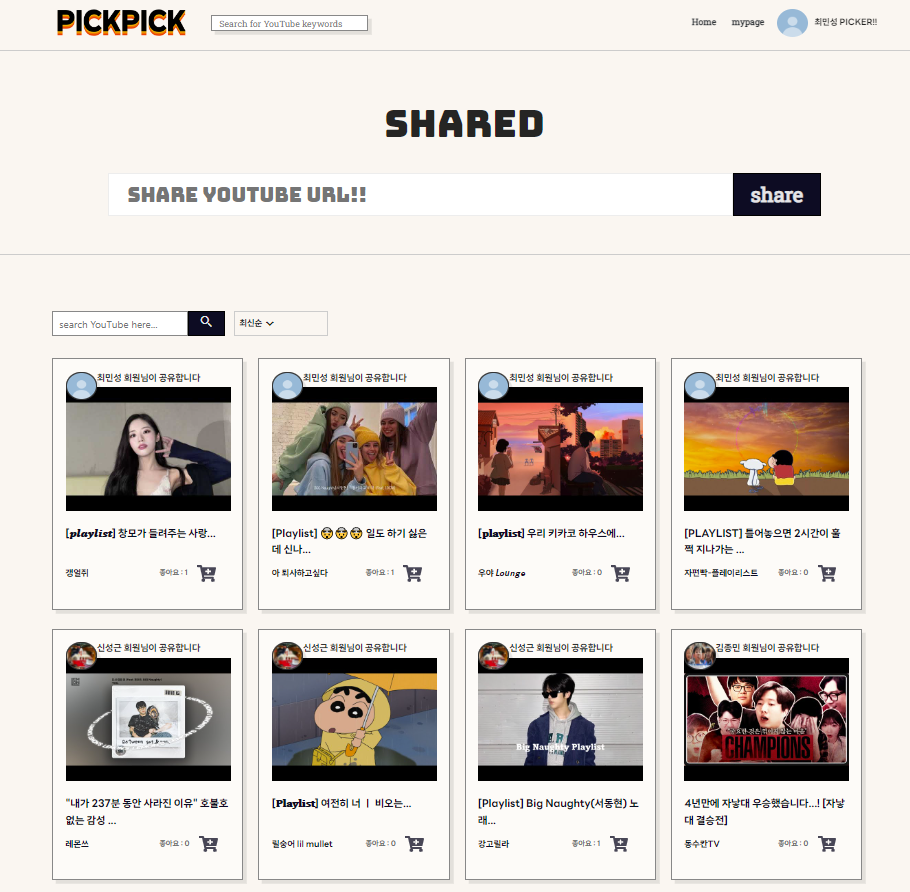 PICKPICK
Search for YouTube keywords
Home mypage 최민성 PICKER!!
SHARED
SHARE YOUTUBE URL!!
share
search YouTube here...
최신순
최민성 회원님이 공유합니다
[playlist] 창모가 들려주는 사랑...
깽얼쥐
좋아요 : 1
최민성 회원님이 공유합니다
[Playlist] 🤯🤯🤯 일도 하기 싫은
데 신나...
아 퇴사하고싶다
좋아요 : 1
최민성 회원님이 공유합니다
[playlist] 우리 키카코 하우스에...
우야 Lounge
좋아요 : 0
최민성 회원님이 공유합니다
[PLAYLIST] 틀어놓으면 2시간이 훌
쩍 지나가는 ...
자편빡-플레이리스트
좋아요 : 0
신성근 회원님이 공유합니다
"내가 237분 동안 사라진 이유" 호불호
없는 감성 ...
레몬쓰
좋아요 : 0
신성근 회원님이 공유합니다
[Playlist] 여전히 너 ㅣ 비오는...
릴숭어 lil mullet
좋아요 : 0
신성근 회원님이 공유합니다
Big Naughty Playlist
[Playlist] Big Naughty(서동현) 노
래...
강고릴라
좋아요 : 1
김종민 회원님이 공유합니다
CHAMPIONS
4년만에 자낳대 우승했습니다...! [자낳
대 결승전]
동수칸TV
좋아요 : 0